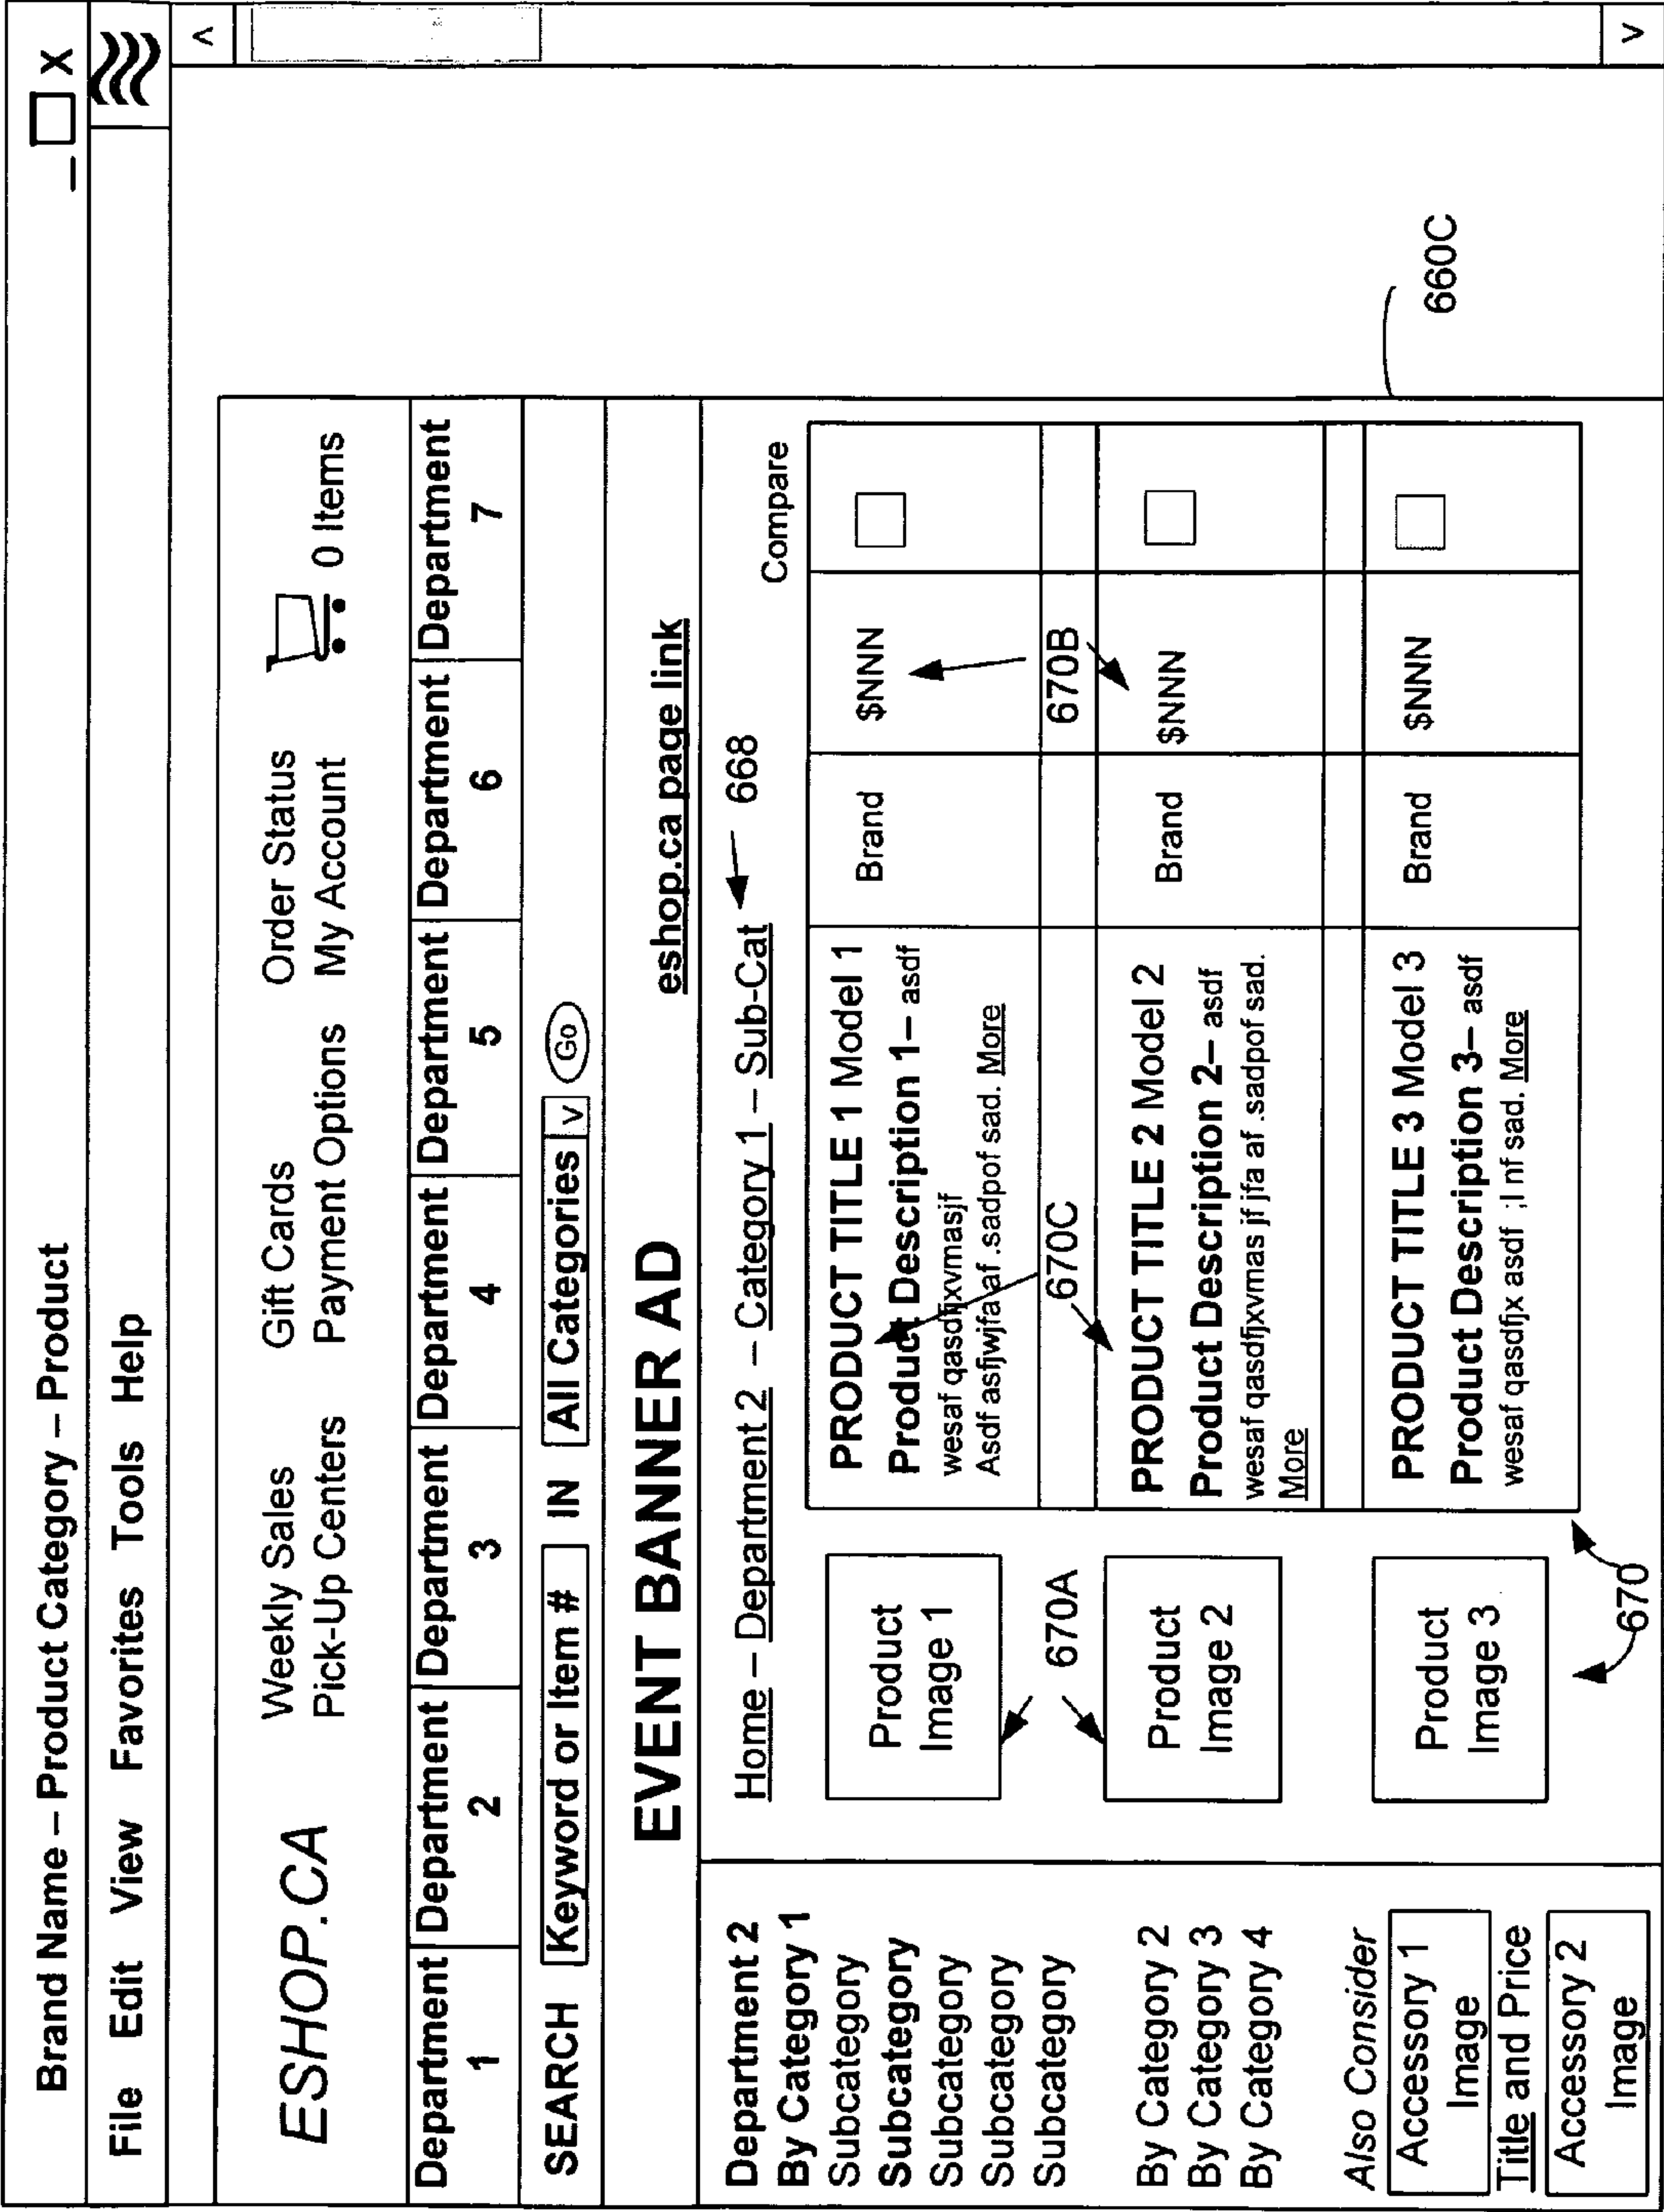 Brand Name – Product Category – Product _ X
File Edit View Favorites Tools Help
ESHOP.CA
Weekly Sales Gift Cards Order Status
Pick-Up Centers Payment Options My Account 0 Items
Department 1 Department 2 Department 3 Department 4 Department 5 Department 6 Department 7
SEARCH Keyword or Item # IN All Categories v Go
EVENT BANNER AD eshop.ca page link
Department 2
By Category 1
Subcategory
Subcategory
Subcategory
Subcategory
Subcategory
By Category 2
By Category 3
By Category 4
Also Consider
Accessory 1
Image
Title and Price
Accessory 2
Image
Home – Department 2 – Category 1 – Sub-Cat 668
Compare
Product
Image 1
PRODUCT TITLE 1 Model 1
Product Description 1– asdf
wesaf qasdfjxvmasjf
Asdf asfjwjfa af .sadpof sad. More
Brand
$NNN
670A
670C
670B
Product
Image 2
PRODUCT TITLE 2 Model 2
Product Description 2– asdf
wesaf qasdfjxvmas jf jfa af .sadpof sad.
More
Brand
$NNN
Product
Image 3
PRODUCT TITLE 3 Model 3
Product Description 3– asdf
wesaf qasdfjx asdf ;l nf sad. More
Brand
$NNN
670
660C